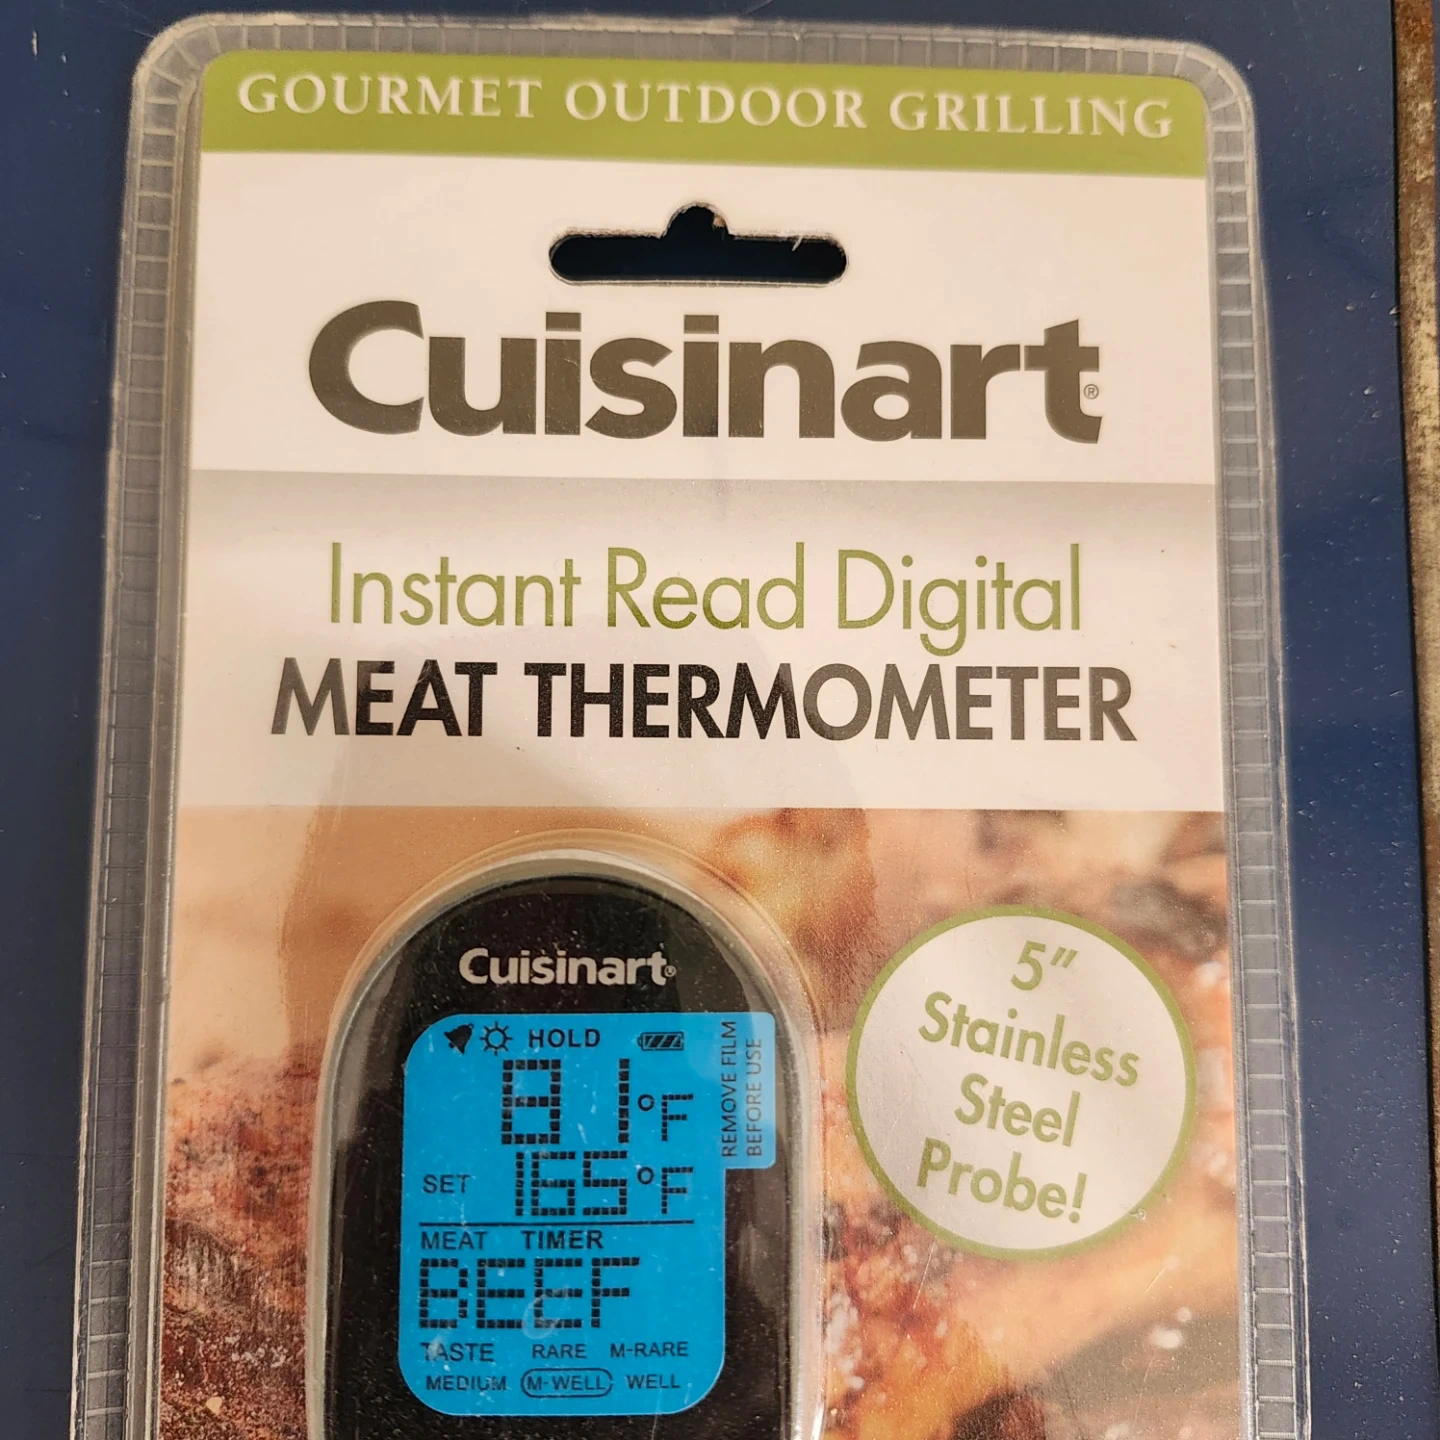 GOURMET OUTDOOR GRILLING
Cuisinart®
Instant Read Digital
MEAT THERMOMETER
Cuisinart®
HOLD
81°F
SET 165°F
MEAT TIMER
BEEF
TASTE RARE M-RARE
MEDIUM M-WELL WELL
REMOVE FILM
BEFORE USE
5"
Stainless
Steel
Probe!